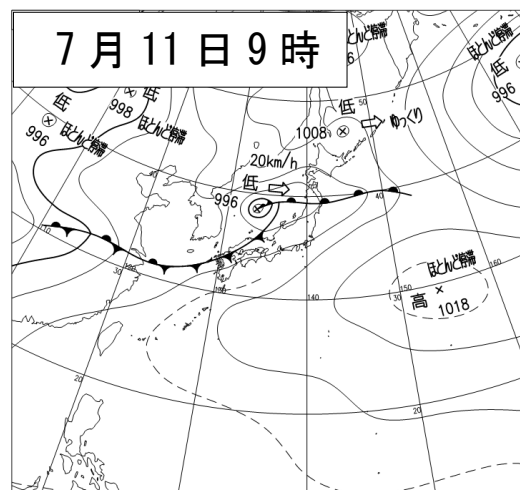 7月11日9時
ほとんど停滞
ほとんど停滞
低
996
低
998
低
996
ほとんど停滞
低
1008
ゆっくり
50
20km/h
低
996
40
ほとんど停滞
160
150
30
高
1018
140
30
20
20